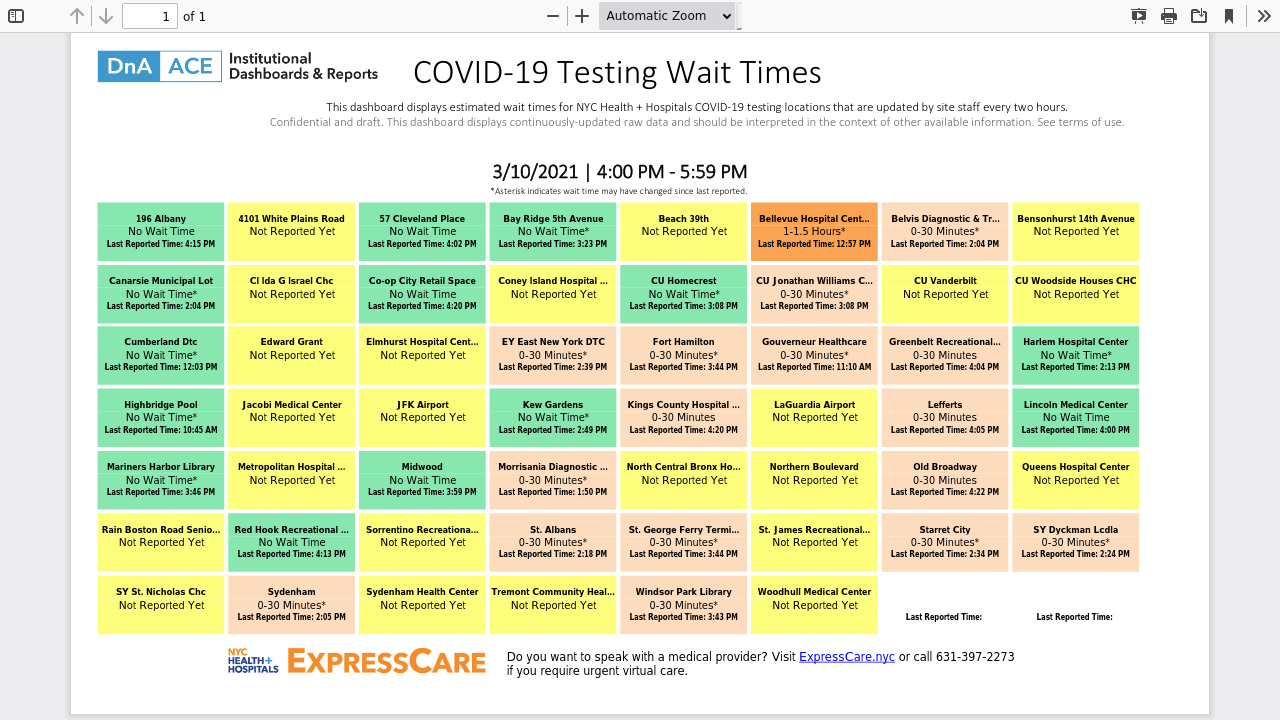 1 of 1
Automatic Zoom
DnA ACE Institutional Dashboards & Reports
COVID-19 Testing Wait Times
This dashboard displays estimated wait times for NYC Health + Hospitals COVID-19 testing locations that are updated by site staff every two hours.
Confidential and draft. This dashboard displays continuously-updated raw data and should be interpreted in the context of other available information. See terms of use.
3/10/2021 | 4:00 PM - 5:59 PM
*Asterisk indicates wait time may have changed since last reported.
196 Albany
No Wait Time
Last Reported Time: 4:15 PM
4101 White Plains Road
Not Reported Yet
57 Cleveland Place
No Wait Time
Last Reported Time: 4:02 PM
Bay Ridge 5th Avenue
No Wait Time*
Last Reported Time: 3:23 PM
Beach 39th
Not Reported Yet
Bellevue Hospital Cent...
1-1.5 Hours*
Last Reported Time: 12:57 PM
Belvis Diagnostic & Tr...
0-30 Minutes*
Last Reported Time: 2:04 PM
Bensonhurst 14th Avenue
Not Reported Yet
Canarsie Municipal Lot
No Wait Time*
Last Reported Time: 2:04 PM
CI Ida G Israel Chc
Not Reported Yet
Co-op City Retail Space
No Wait Time
Last Reported Time: 4:20 PM
Coney Island Hospital ...
Not Reported Yet
CU Homecrest
No Wait Time*
Last Reported Time: 3:08 PM
CU Jonathan Williams C...
0-30 Minutes*
Last Reported Time: 3:08 PM
CU Vanderbilt
Not Reported Yet
CU Woodside Houses CHC
Not Reported Yet
Cumberland Dtc
No Wait Time*
Last Reported Time: 12:03 PM
Edward Grant
Not Reported Yet
Elmhurst Hospital Cent...
Not Reported Yet
EY East New York DTC
0-30 Minutes*
Last Reported Time: 2:39 PM
Fort Hamilton
0-30 Minutes*
Last Reported Time: 3:44 PM
Gouverneur Healthcare
0-30 Minutes*
Last Reported Time: 11:10 AM
Greenbelt Recreational...
0-30 Minutes
Last Reported Time: 4:04 PM
Harlem Hospital Center
No Wait Time*
Last Reported Time: 2:13 PM
Highbridge Pool
No Wait Time*
Last Reported Time: 10:45 AM
Jacobi Medical Center
Not Reported Yet
JFK Airport
Not Reported Yet
Kew Gardens
No Wait Time*
Last Reported Time: 2:49 PM
Kings County Hospital ...
0-30 Minutes
Last Reported Time: 4:20 PM
LaGuardia Airport
Not Reported Yet
Lefferts
0-30 Minutes
Last Reported Time: 4:05 PM
Lincoln Medical Center
No Wait Time
Last Reported Time: 4:00 PM
Mariners Harbor Library
No Wait Time*
Last Reported Time: 3:46 PM
Metropolitan Hospital ...
Not Reported Yet
Midwood
No Wait Time
Last Reported Time: 3:59 PM
Morrisania Diagnostic ...
0-30 Minutes*
Last Reported Time: 1:50 PM
North Central Bronx Ho...
Not Reported Yet
Northern Boulevard
Not Reported Yet
Old Broadway
0-30 Minutes
Last Reported Time: 4:22 PM
Queens Hospital Center
Not Reported Yet
Rain Boston Road Senio...
Not Reported Yet
Red Hook Recreational ...
No Wait Time
Last Reported Time: 4:13 PM
Sorrentino Recreationa...
Not Reported Yet
St. Albans
0-30 Minutes*
Last Reported Time: 2:18 PM
St. George Ferry Termi...
0-30 Minutes*
Last Reported Time: 3:44 PM
St. James Recreational...
Not Reported Yet
Starret City
0-30 Minutes*
Last Reported Time: 2:34 PM
SY Dyckman Lcdla
0-30 Minutes*
Last Reported Time: 2:24 PM
SY St. Nicholas Chc
Not Reported Yet
Sydenham
0-30 Minutes*
Last Reported Time: 2:05 PM
Sydenham Health Center
Not Reported Yet
Tremont Community Heal...
Not Reported Yet
Windsor Park Library
0-30 Minutes*
Last Reported Time: 3:43 PM
Woodhull Medical Center
Not Reported Yet
Last Reported Time:
Last Reported Time:
NYC HEALTH+ HOSPITALS
EXPRESSCARE
Do you want to speak with a medical provider? Visit ExpressCare.nyc or call 631-397-2273
if you require urgent virtual care.